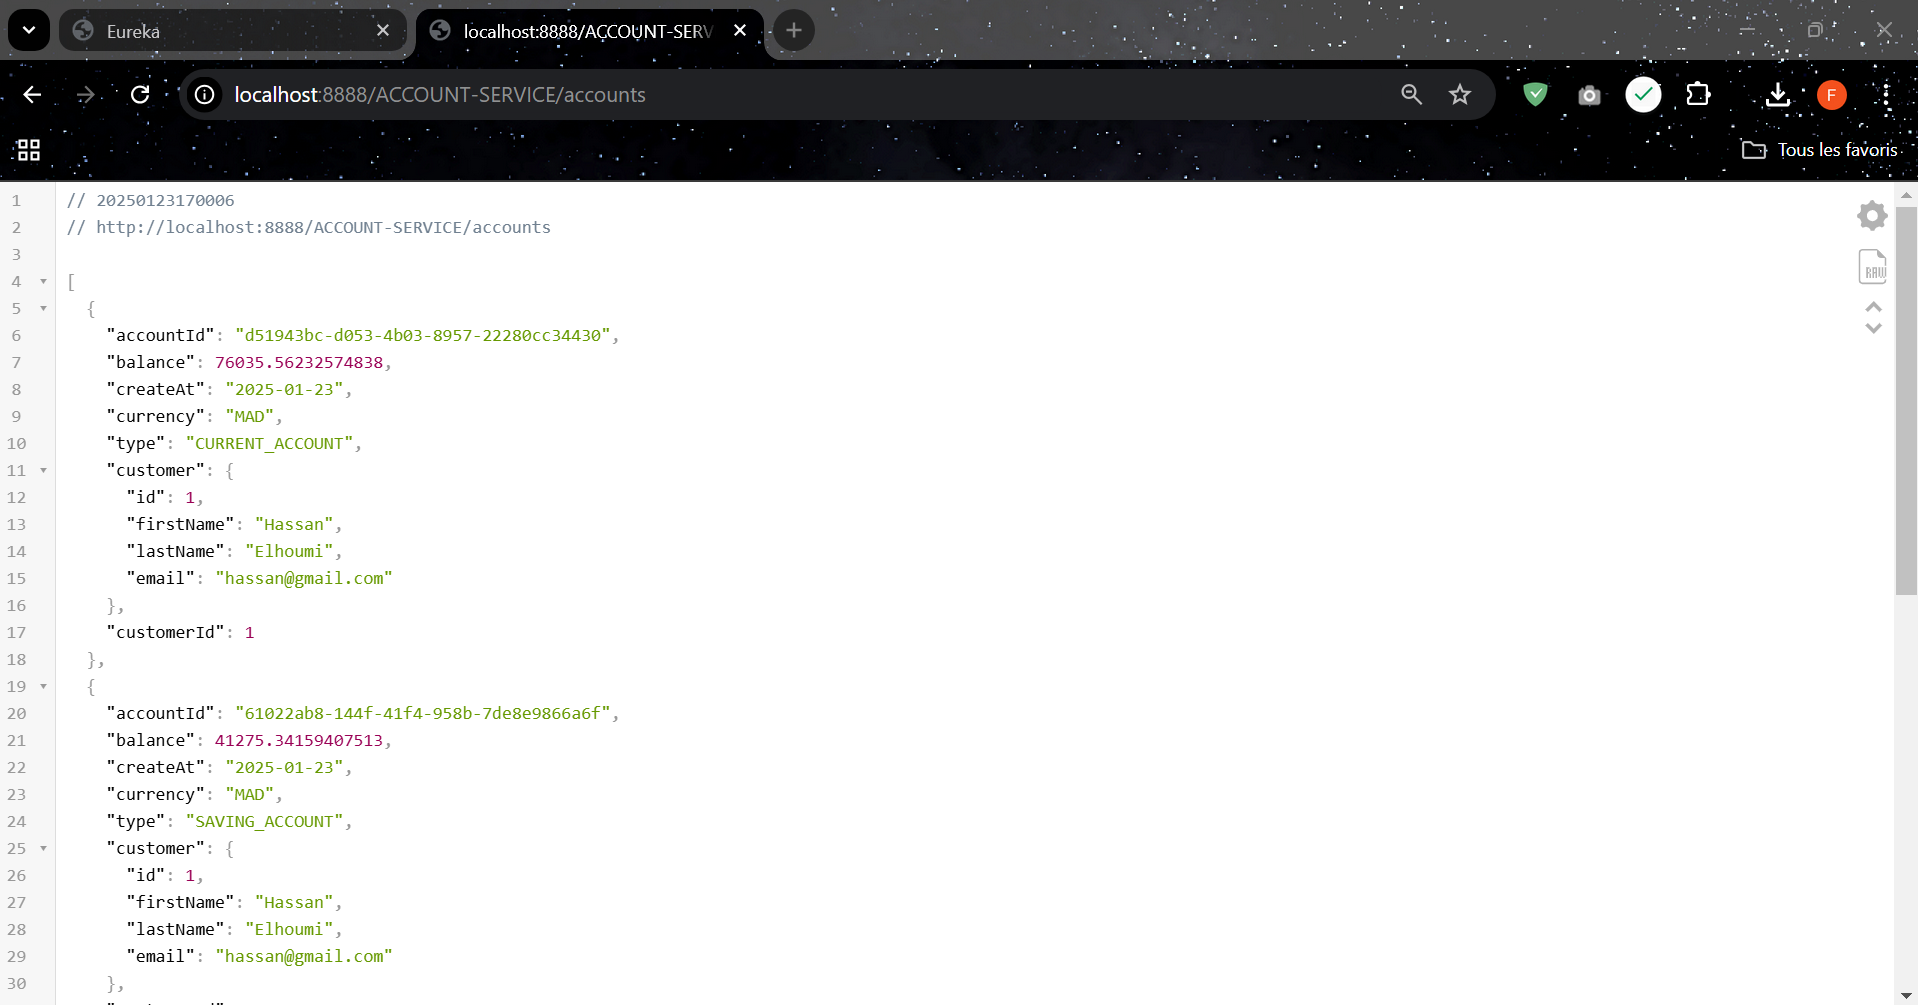 Eureka
localhost:8888/ACCOUNT-SERV
localhost:8888/ACCOUNT-SERVICE/accounts
F
Tous les favoris
1 // 20250123170006
2 // http://localhost:8888/ACCOUNT-SERVICE/accounts
3
4 [
5 {
6 "accountId": "d51943bc-d053-4b03-8957-22280cc34430",
7 "balance": 76035.56232574838,
8 "createAt": "2025-01-23",
9 "currency": "MAD",
10 "type": "CURRENT_ACCOUNT",
11 "customer": {
12 "id": 1,
13 "firstName": "Hassan",
14 "lastName": "Elhoumi",
15 "email": "hassan@gmail.com"
16 },
17 "customerId": 1
18 },
19 {
20 "accountId": "61022ab8-144f-41f4-958b-7de8e9866a6f",
21 "balance": 41275.34159407513,
22 "createAt": "2025-01-23",
23 "currency": "MAD",
24 "type": "SAVING_ACCOUNT",
25 "customer": {
26 "id": 1,
27 "firstName": "Hassan",
28 "lastName": "Elhoumi",
29 "email": "hassan@gmail.com"
30 },
RAW